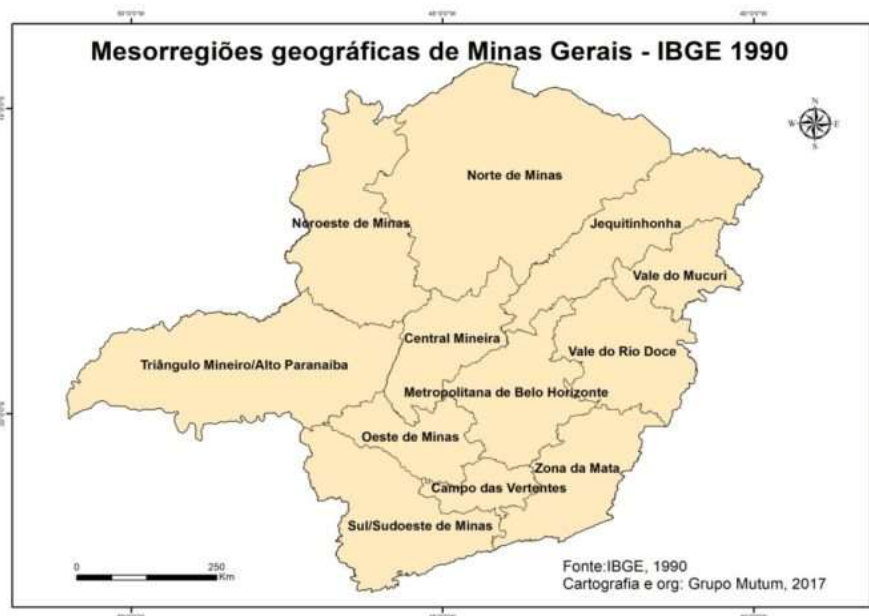 Mesorregiões geográficas de Minas Gerais - IBGE 1990
N
W E
S
Norte de Minas
Noroeste de Minas
Jequitinhonha
Vale do Mucuri
Central Mineira
Vale do Rio Doce
Triângulo Mineiro/Alto Paranaiba
Metropolitana de Belo Horizonte
Oeste de Minas
Zona da Mata
Campo das Vertentes
Sul/Sudoeste de Minas
0 250
Km
Fonte:IBGE, 1990
Cartografia e org: Grupo Mutum, 2017